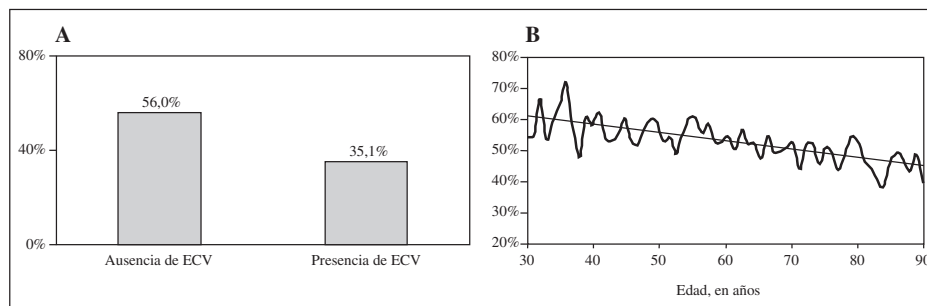 A
80%
40%
0%
56,0%
35,1%
Ausencia de ECV
Presencia de ECV
B
80%
70%
60%
50%
40%
30%
20%
30 40 50 60 70 80 90
Edad, en años